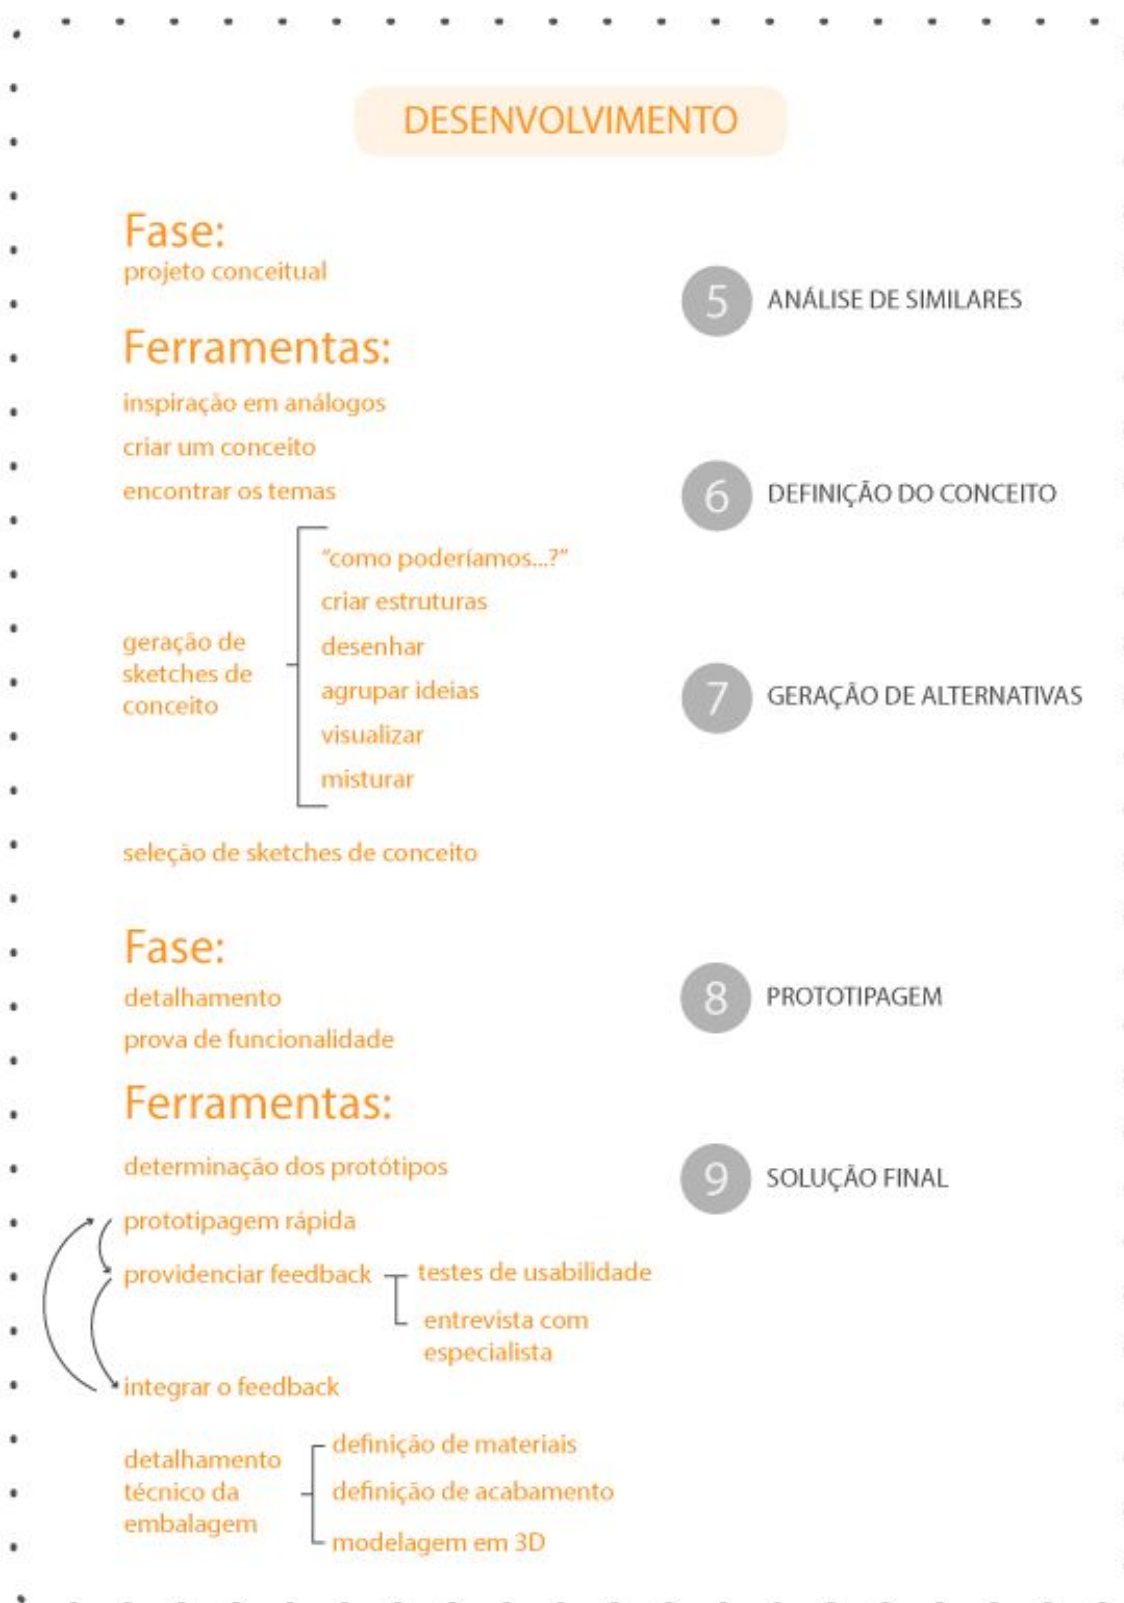 DESENVOLVIMENTO
Fase:
projeto conceitual
5 ANÁLISE DE SIMILARES
Ferramentas:
inspiração em análogos
criar um conceito
encontrar os temas
6 DEFINIÇÃO DO CONCEITO
geração de
sketches de
conceito
"como poderíamos...?"
criar estruturas
desenhar
agrupar ideias
visualizar
misturar
7 GERAÇÃO DE ALTERNATIVAS
seleção de sketches de conceito
Fase:
detalhamento
prova de funcionalidade
8 PROTOTIPAGEM
Ferramentas:
determinação dos protótipos
9 SOLUÇÃO FINAL
prototipagem rápida
providenciar feedback
testes de usabilidade
entrevista com
especialista
integrar o feedback
detalhamento
técnico da
embalagem
definição de materiais
definição de acabamento
modelagem em 3D